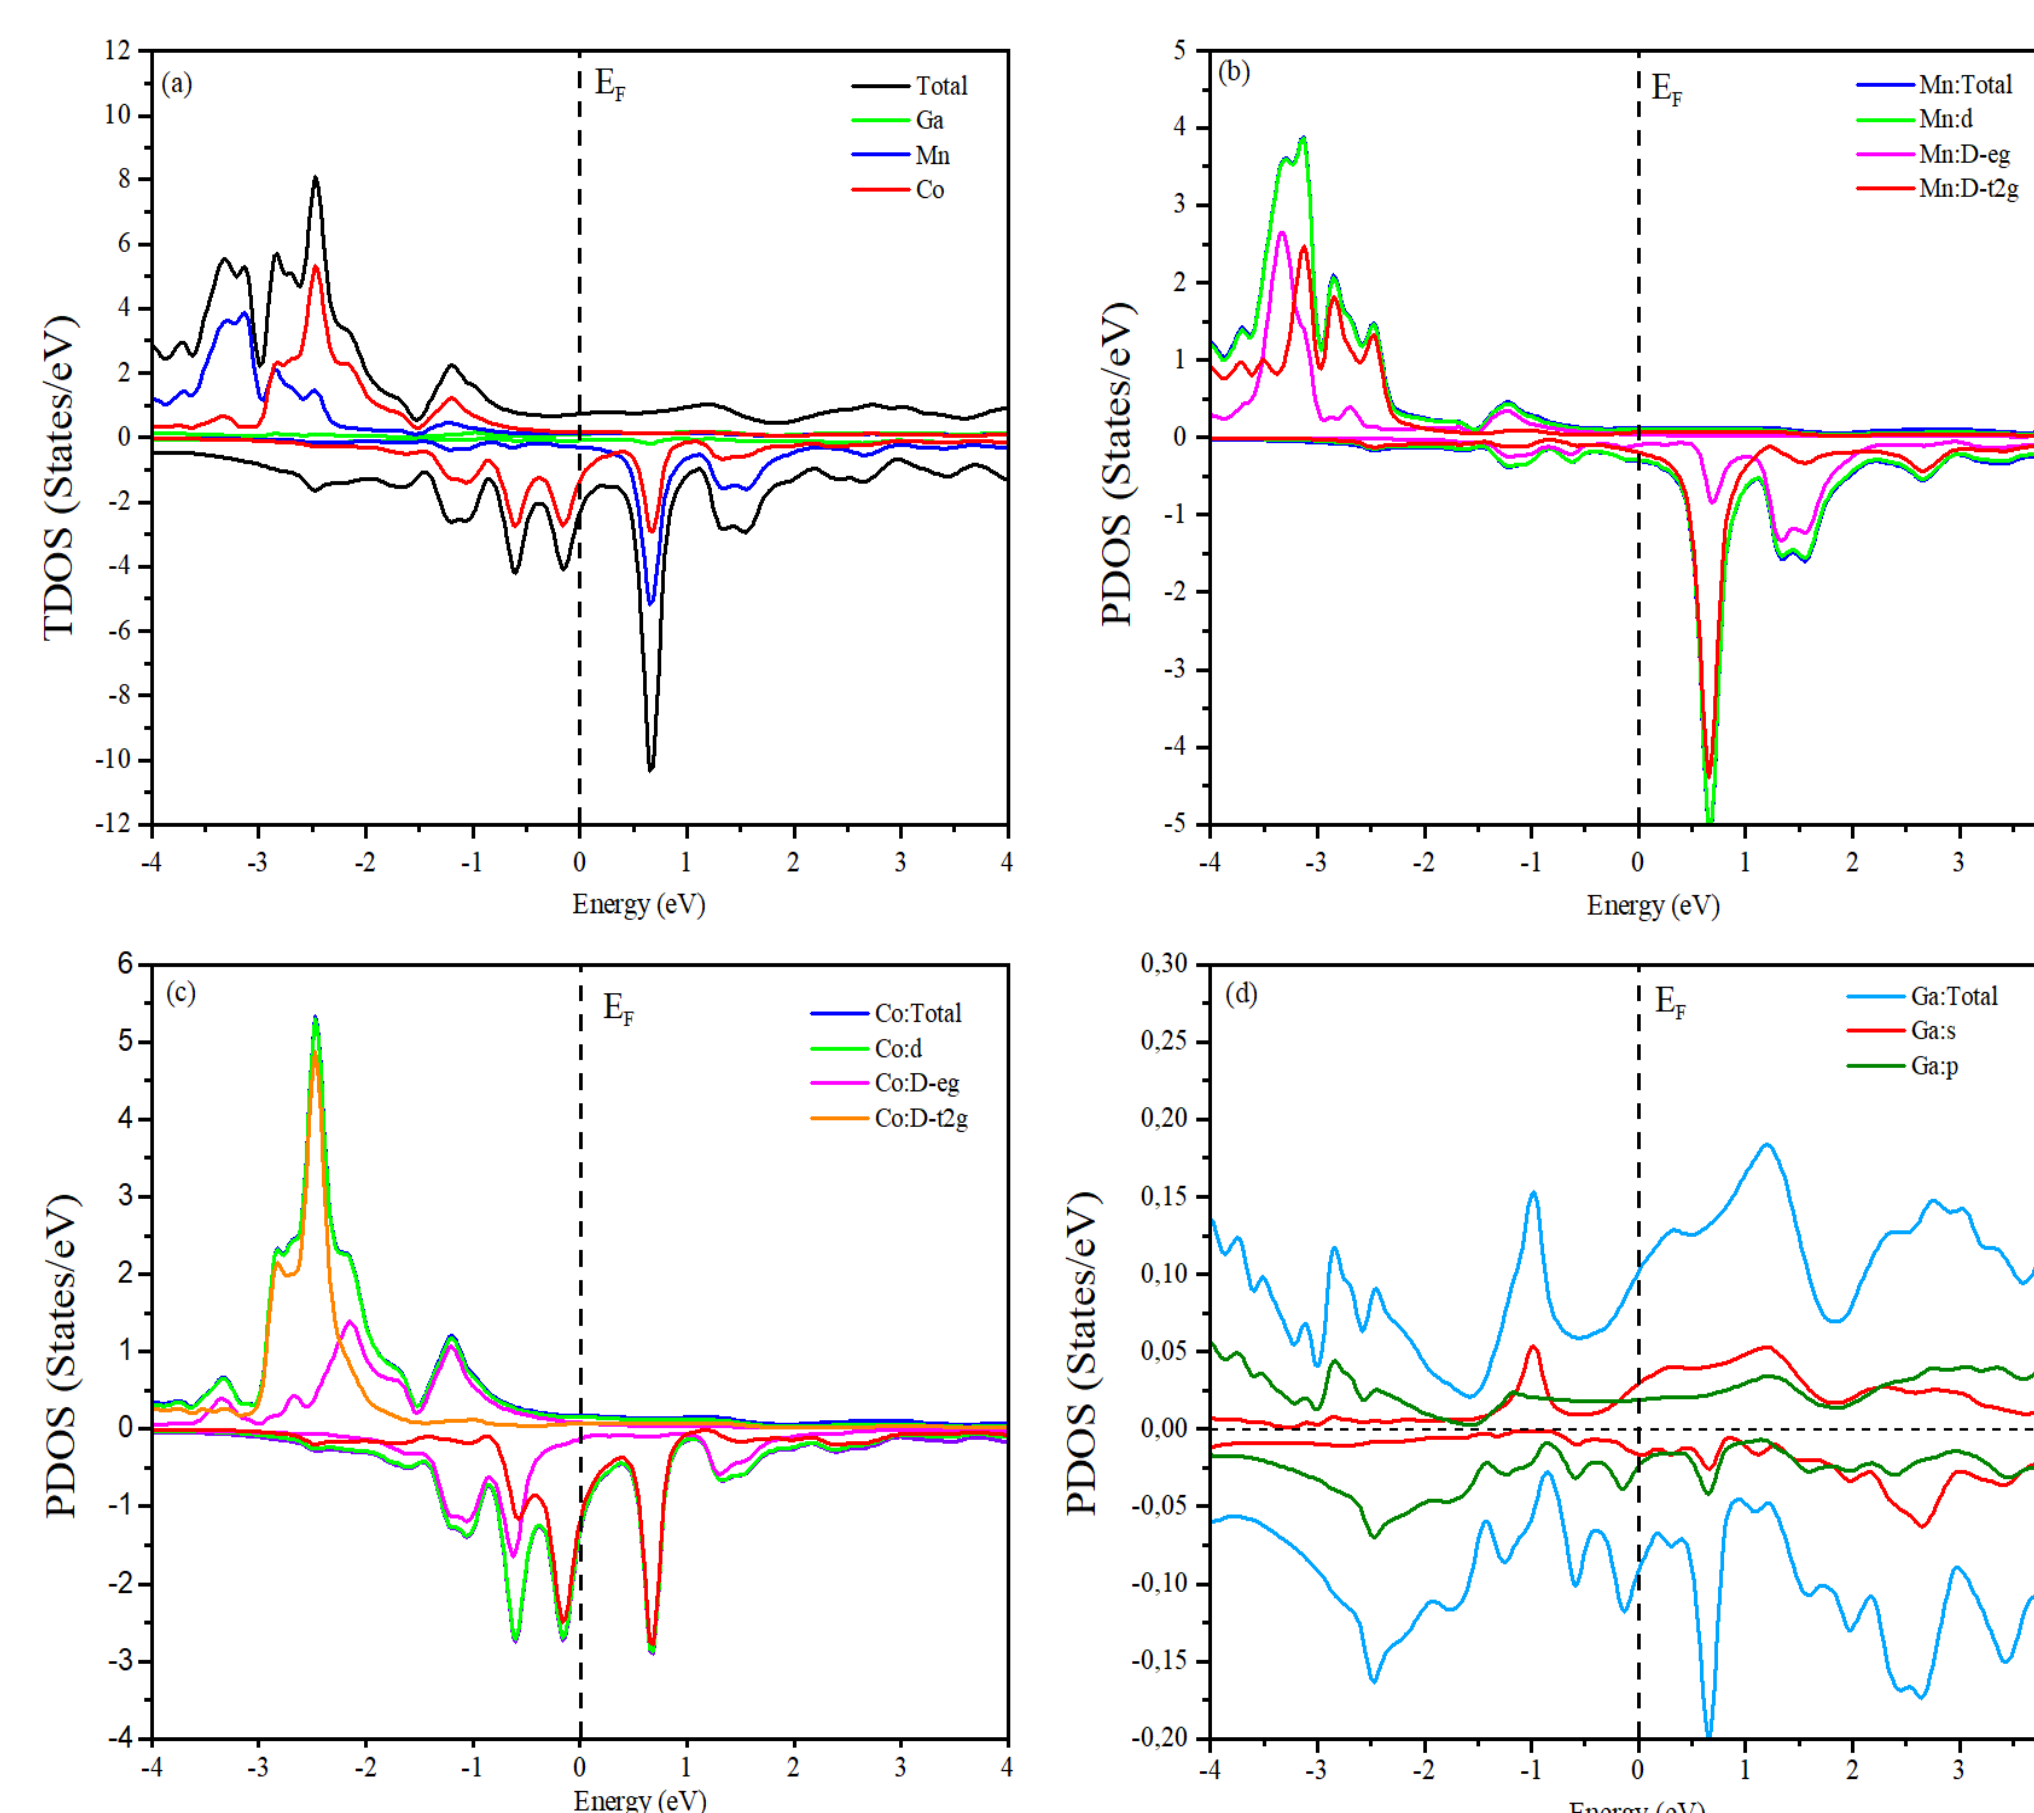 (a)
E_F
Total
Ga
Mn
Co
12
10
8
6
4
2
0
-2
-4
-6
-8
-10
-12
TDOS (States/eV)
-4 -3 -2 -1 0 1 2 3 4
Energy (eV)
(b)
E_F
Mn:Total
Mn:d
Mn:D-eg
Mn:D-t2g
5
4
3
2
1
0
-1
-2
-3
-4
-5
PDOS (States/eV)
-4 -3 -2 -1 0 1 2 3
Energy (eV)
(c)
E_F
Co:Total
Co:d
Co:D-eg
Co:D-t2g
6
5
4
3
2
1
0
-1
-2
-3
-4
PDOS (States/eV)
-4 -3 -2 -1 0 1 2 3 4
Energy (eV)
(d)
E_F
Ga:Total
Ga:s
Ga:p
0,30
0,25
0,20
0,15
0,10
0,05
0,00
-0,05
-0,10
-0,15
-0,20
PDOS (States/eV)
-4 -3 -2 -1 0 1 2 3
Energy (eV)